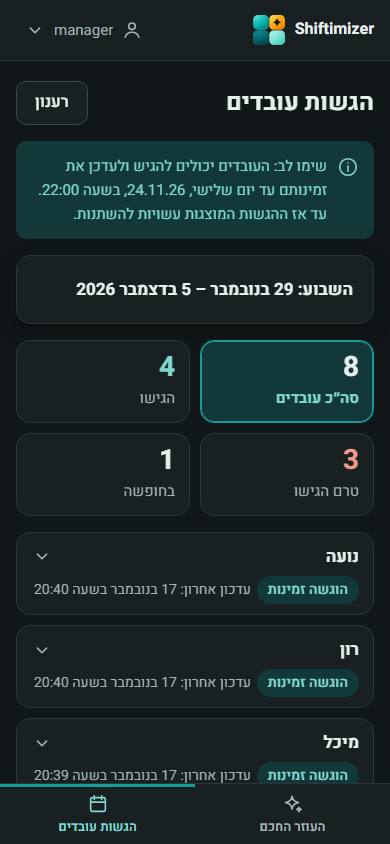 Shiftimizer
manager
הגשות עובדים
רענון
שימו לב: העובדים יכולים להגיש ולעדכן את
זמינותם עד יום שלישי, 24.11.26, בשעה 22:00.
עד אז ההגשות המוצגות עשויות להשתנות.
השבוע: 29 בנובמבר – 5 בדצמבר 2026
8
סה"כ עובדים
4
הגישו
3
טרם הגישו
1
בחופשה
נועה
הוגשה זמינות
עדכון אחרון: 17 בנובמבר בשעה 20:40
רון
הוגשה זמינות
עדכון אחרון: 17 בנובמבר בשעה 20:40
מיכל
הוגשה זמינות
עדכון אחרון: 17 בנובמבר בשעה 20:39
העוזר החכם
הגשות עובדים